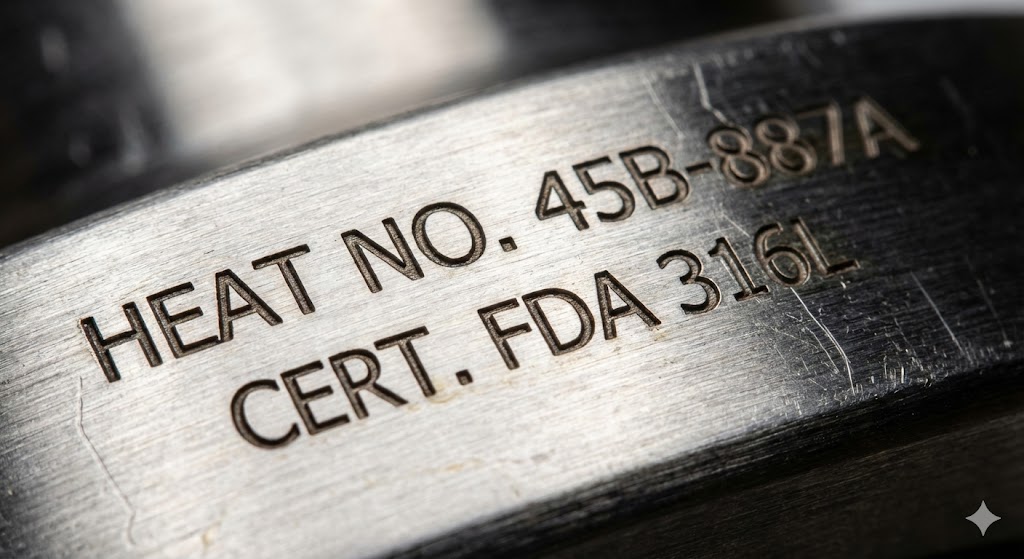 HEAT NO. 45B-887A
CERT. FDA 316L